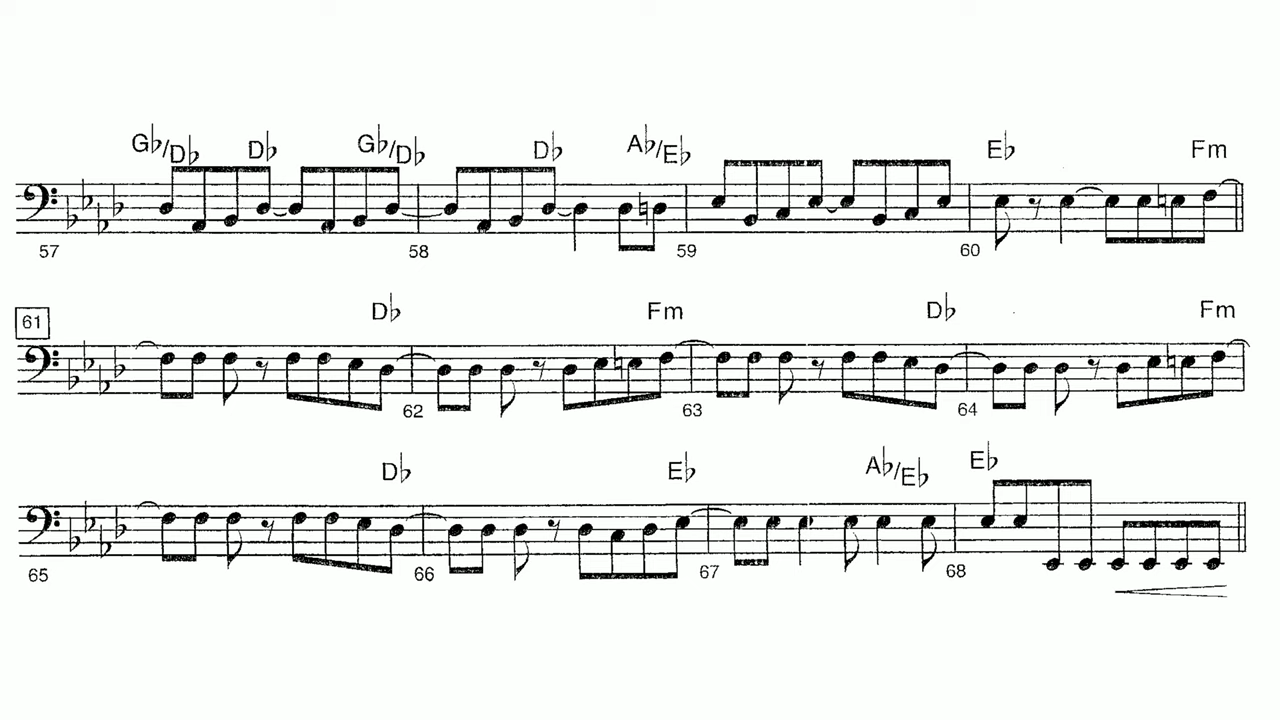 G♭/D♭ D♭ G♭/D♭ D♭ A♭/E♭ E♭ Fm
57 58 59 60
61 D♭ Fm D♭ Fm
62 63 64
D♭ E♭ A♭/E♭ E♭
65 66 67 68